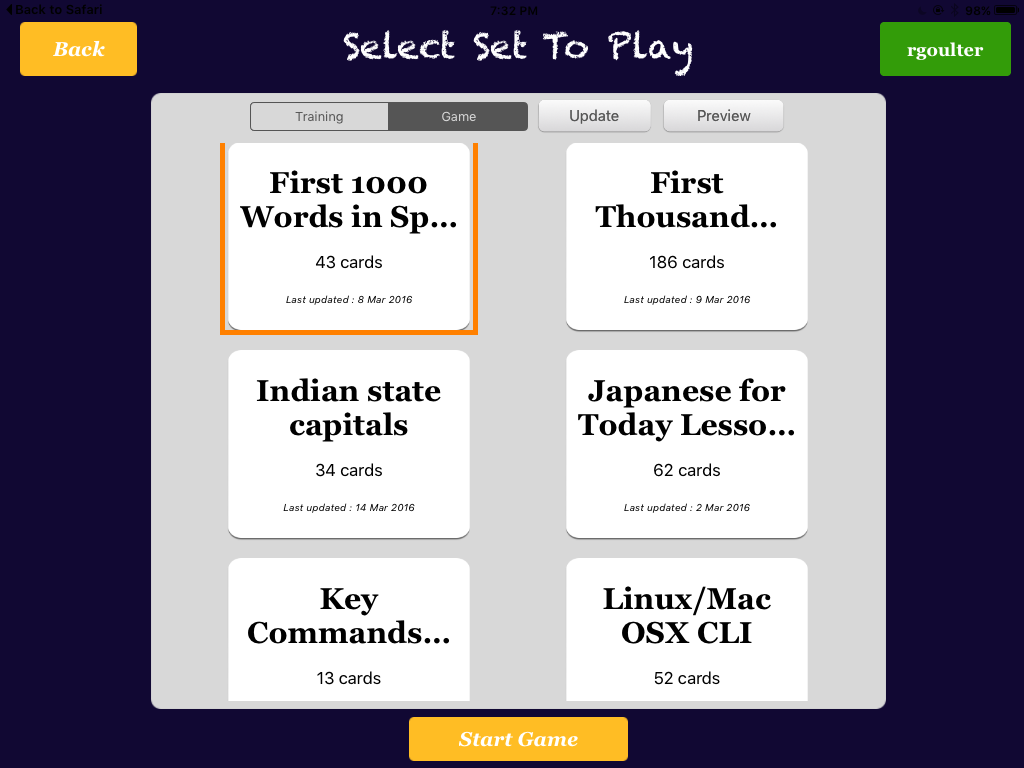 Back to Safari
7:32 PM
98%
Back
Select Set To Play
rgoulter
Training
Game
Update
Preview
First 1000
Words in Sp...
43 cards
Last updated : 8 Mar 2016
First
Thousand...
186 cards
Last updated : 9 Mar 2016
Indian state
capitals
34 cards
Last updated : 14 Mar 2016
Japanese for
Today Lesso...
62 cards
Last updated : 2 Mar 2016
Key
Commands...
13 cards
Linux/Mac
OSX CLI
52 cards
Start Game